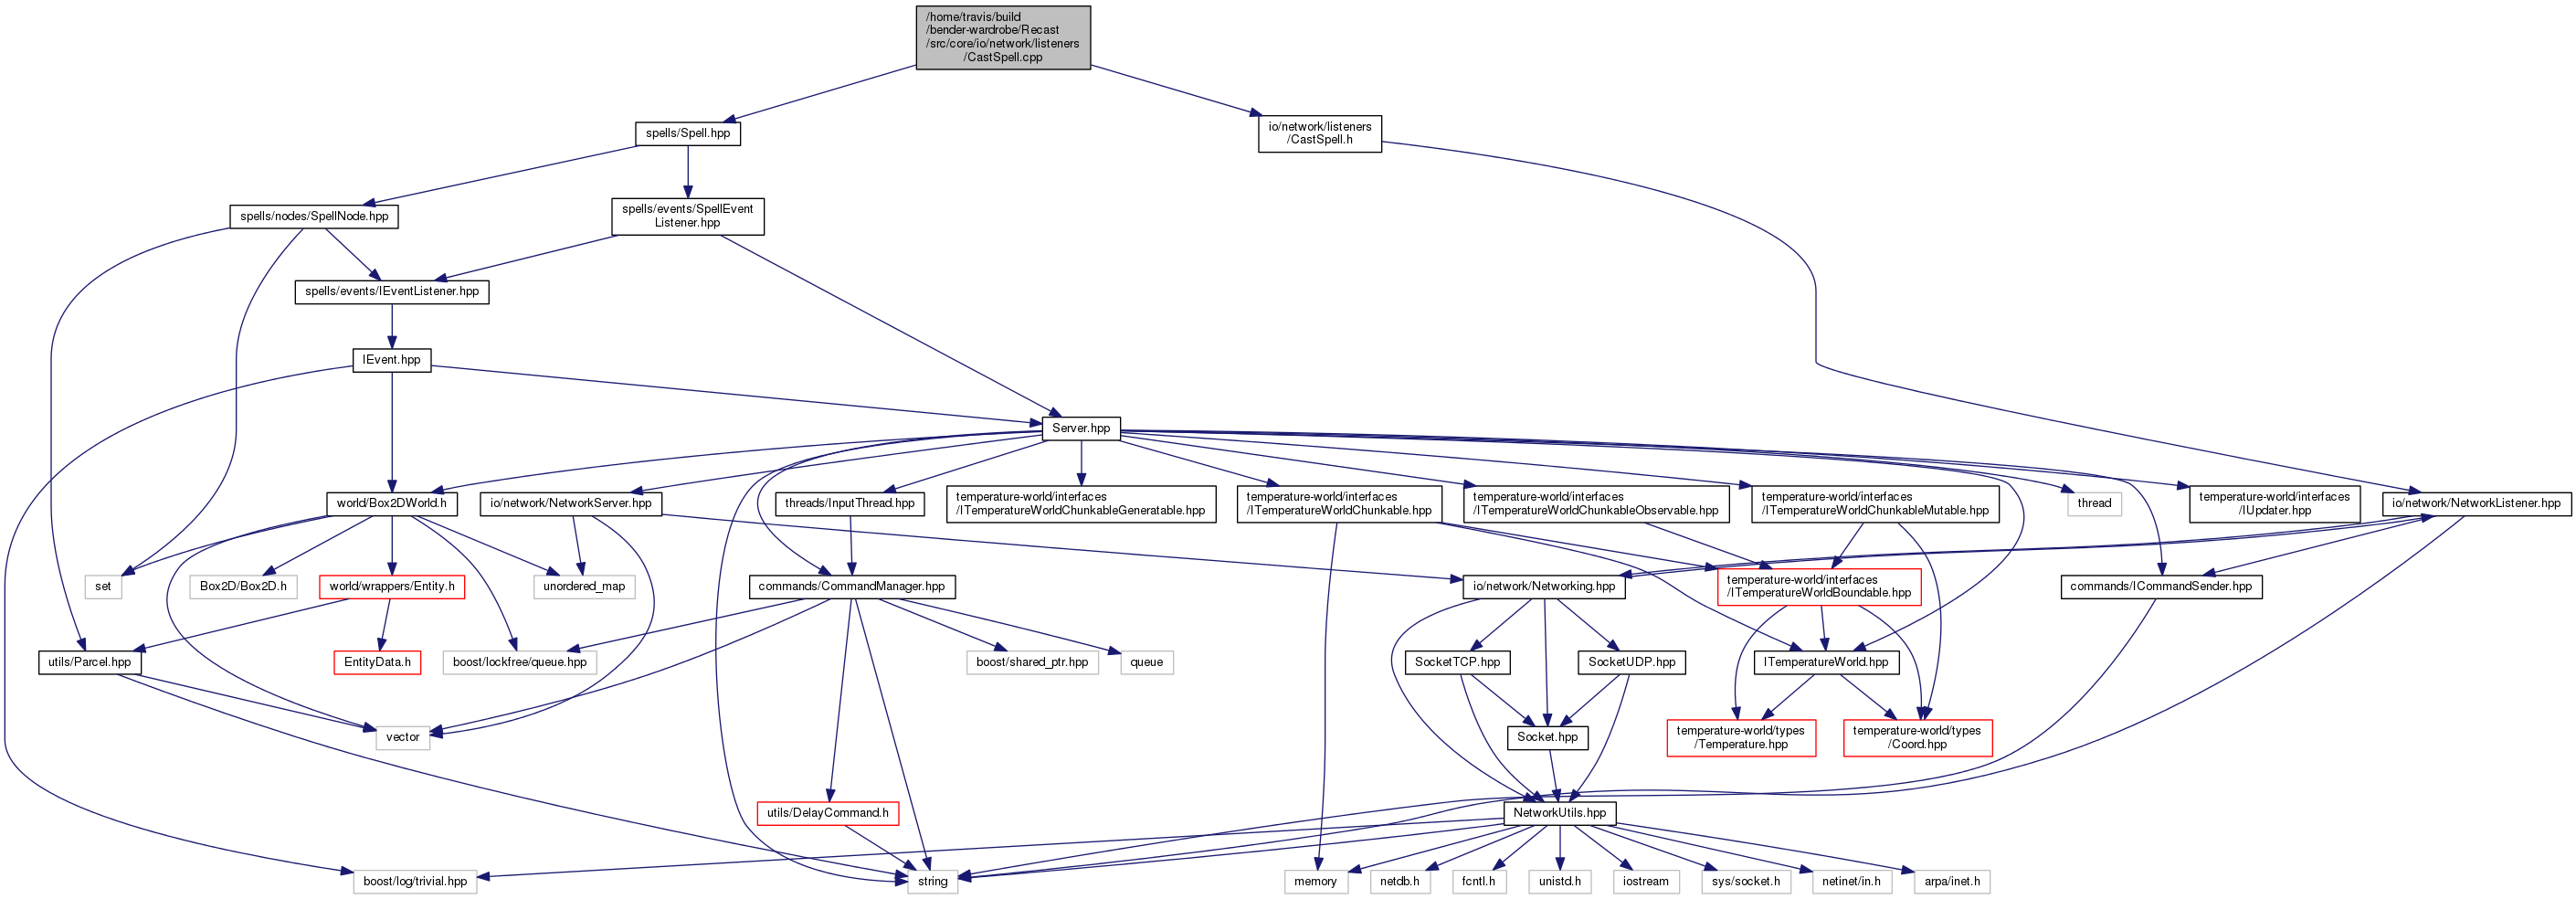 /home/travis/build
/bender-wardrobe/Recast
/src/core/io/network/listeners
/CastSpell.cpp
spells/Spell.hpp
io/network/listeners
/CastSpell.h
spells/nodes/SpellNode.hpp
spells/events/SpellEvent
Listener.hpp
spells/events/IEventListener.hpp
IEvent.hpp
Server.hpp
world/Box2DWorld.h
io/network/NetworkServer.hpp
threads/InputThread.hpp
temperature-world/interfaces
/ITemperatureWorldChunkableGeneratable.hpp
temperature-world/interfaces
/ITemperatureWorldChunkable.hpp
temperature-world/interfaces
/ITemperatureWorldChunkableObservable.hpp
temperature-world/interfaces
/ITemperatureWorldChunkableMutable.hpp
thread
temperature-world/interfaces
/IUpdater.hpp
io/network/NetworkListener.hpp
set
Box2D/Box2D.h
world/wrappers/Entity.h
unordered_map
commands/CommandManager.hpp
io/network/Networking.hpp
temperature-world/interfaces
/ITemperatureWorldBoundable.hpp
commands/ICommandSender.hpp
utils/Parcel.hpp
EntityData.h
boost/lockfree/queue.hpp
boost/shared_ptr.hpp
queue
SocketTCP.hpp
SocketUDP.hpp
ITemperatureWorld.hpp
vector
Socket.hpp
temperature-world/types
/Temperature.hpp
temperature-world/types
/Coord.hpp
utils/DelayCommand.h
NetworkUtils.hpp
boost/log/trivial.hpp
string
memory
netdb.h
fcntl.h
unistd.h
iostream
sys/socket.h
netinet/in.h
arpa/inet.h